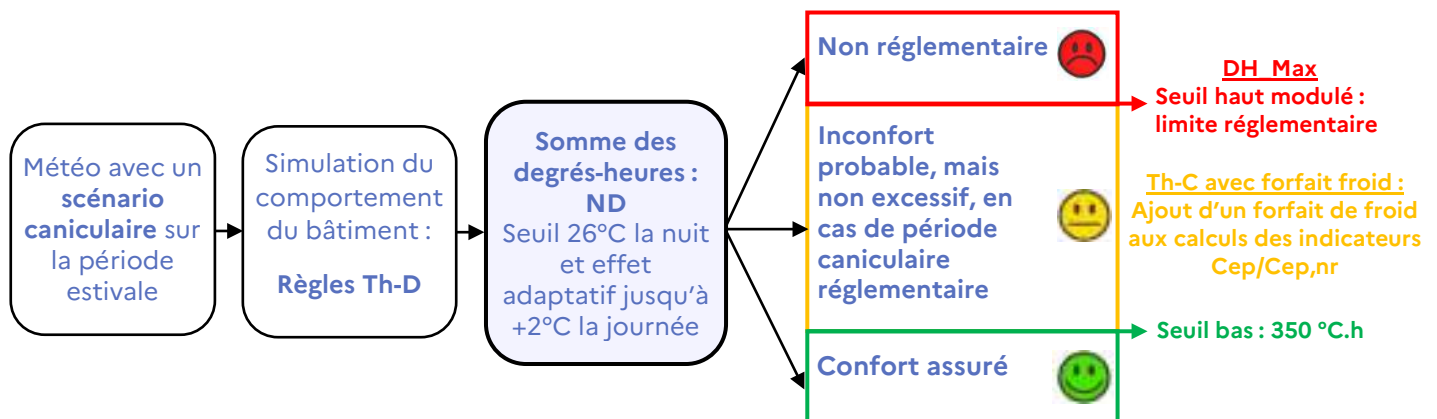 Météo avec un
scénario
caniculaire sur
la période
estivale
Simulation du
comportement
du bâtiment :
Règles Th-D
Somme des
degrés-heures :
ND
Seuil 26°C la nuit
et effet
adaptatif jusqu'à
+2°C la journée
Non réglementaire
Inconfort
probable, mais
non excessif, en
cas de période
caniculaire
réglementaire
Confort assuré
DH_Max
Seuil haut modulé :
limite réglementaire
Th-C avec forfait froid :
Ajout d'un forfait de froid
aux calculs des indicateurs
Cep/Cep,nr
Seuil bas : 350 °C.h